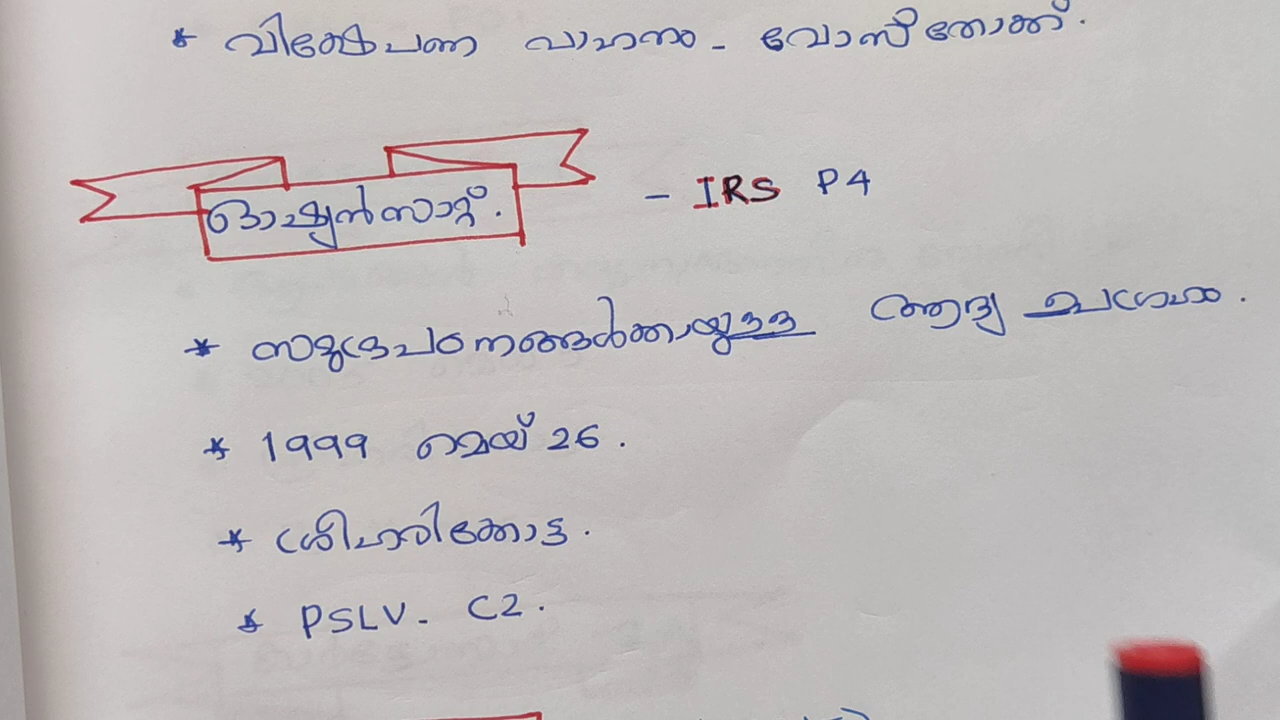 * വിക്ഷേപണ വാഹനം - വോസ്തോക്ക്.
ഓഷ്യൻസാറ്റ്. - IRS P4
* സമുദ്രപഠനങ്ങൾക്കായുള്ള ആദ്യ ഉപഗ്രഹം.
* 1999 മെയ് 26.
* ശ്രീഹരിക്കോട്ട.
* PSLV - C2.